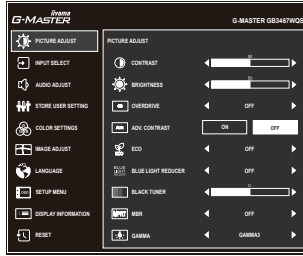 iiyama
G-MASTER
G-MASTER GB3467WQS
PICTURE ADJUST
INPUT SELECT
AUDIO ADJUST
STORE USER SETTING
COLOR SETTINGS
IMAGE ADJUST
LANGUAGE
SETUP MENU
DISPLAY INFORMATION
RESET
PICTURE ADJUST
CONTRAST 50
BRIGHTNESS 50
OVERDRIVE OFF
ADV. CONTRAST ON OFF
ECO OFF
BLUE LIGHT REDUCER OFF
BLACK TUNER 0
MBR OFF
GAMMA GAMMA3